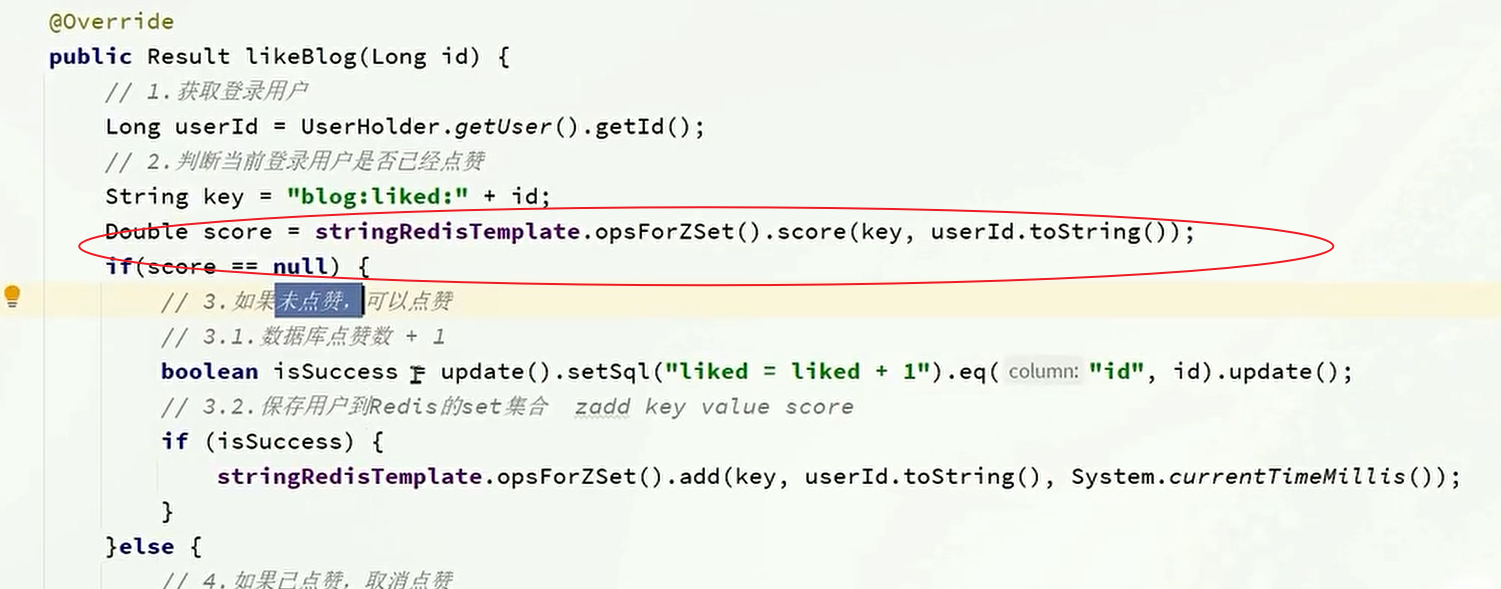 @Override
public Result likeBlog(Long id) {
// 1.获取登录用户
Long userId = UserHolder.getUser().getId();
// 2.判断当前登录用户是否已经点赞
String key = "blog:liked:" + id;
Double score = stringRedisTemplate.opsForZSet().score(key, userId.toString());
if(score == null) {
// 3.如果未点赞，可以点赞
// 3.1.数据库点赞数 + 1
boolean isSuccess = update().setSql("liked = liked + 1").eq( column: "id", id).update();
// 3.2.保存用户到Redis的set集合  zadd key value score
if (isSuccess) {
stringRedisTemplate.opsForZSet().add(key, userId.toString(), System.currentTimeMillis());
}
}else {
// 4.如果已点赞，取消点赞